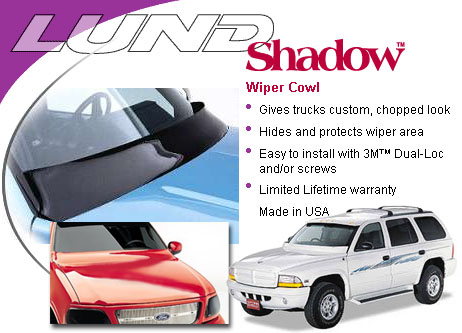 LUND
Shadow™
Wiper Cowl
• Gives trucks custom, chopped look
• Hides and protects wiper area
• Easy to install with 3M™ Dual-Loc
and/or screws
• Limited Lifetime warranty
Made in USA
Ford